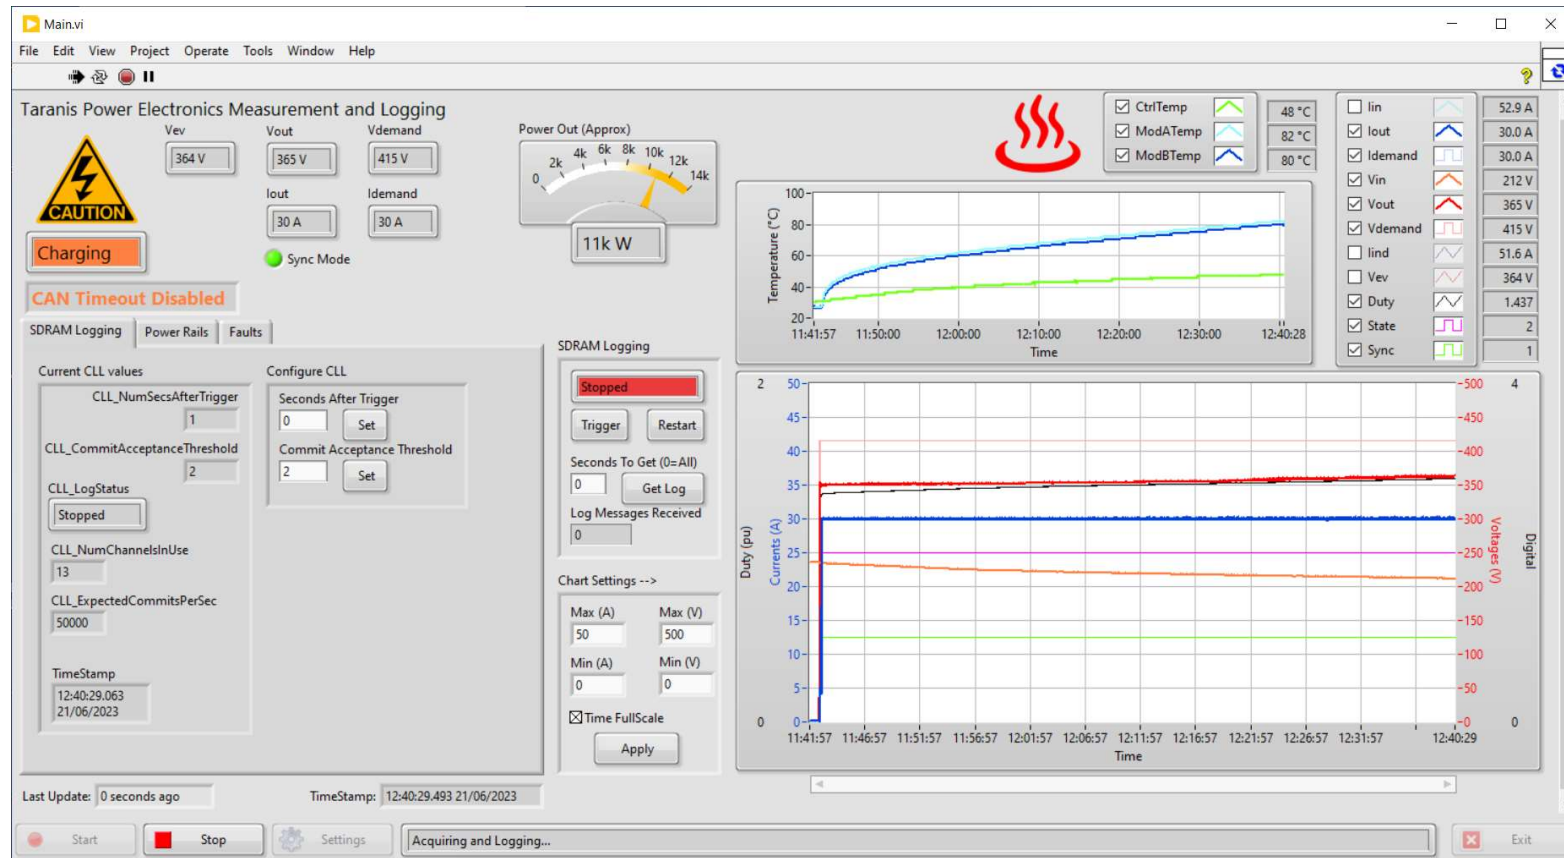 Main.vi
File Edit View Project Operate Tools Window Help
Taranis Power Electronics Measurement and Logging
CAUTION
Charging
CAN Timeout Disabled
Vev
364 V
Vout
365 V
Vdemand
415 V
Iout
30 A
Idemand
30 A
Sync Mode
Power Out (Approx)
0 2k 4k 6k 8k 10k 12k 14k
11k W
CtrlTemp 48 °C
ModATemp 82 °C
ModBTemp 80 °C
Iin 52.9 A
Iout 30.0 A
Idemand 30.0 A
Vin 212 V
Vout 365 V
Vdemand 415 V
Iind 51.6 A
Vev 364 V
Duty 1.437
State 2
Sync 1
Temperature (°C)
100
80
60
40
20
11:41:57 11:50:00 12:00:00 12:10:00 12:20:00 12:30:00 12:40:28
Time
SDRAM Logging Power Rails Faults
Current CLL values
CLL_NumSecsAfterTrigger
1
CLL_CommitAcceptanceThreshold
2
CLL_LogStatus
Stopped
CLL_NumChannelsInUse
13
CLL_ExpectedCommitsPerSec
50000
TimeStamp
12:40:29.063
21/06/2023
Configure CLL
Seconds After Trigger
0 Set
Commit Acceptance Threshold
2 Set
SDRAM Logging
Stopped
Trigger Restart
Seconds To Get (0=All)
0 Get Log
Log Messages Received
0
Chart Settings -->
Max (A) Max (V)
50 500
Min (A) Min (V)
0 0
Time FullScale
Apply
Duty (pu)
2
0
Currents (A)
50
45
40
35
30
25
20
15
10
5
0
500
450
400
350
300
250
200
150
100
50
0
Voltages (V)
4
0
Digital
11:41:57 11:46:57 11:51:57 11:56:57 12:01:57 12:06:57 12:11:57 12:16:57 12:21:57 12:26:57 12:31:57 12:40:29
Time
Last Update: 0 seconds ago
TimeStamp: 12:40:29.493 21/06/2023
Start Stop Settings Acquiring and Logging... Exit